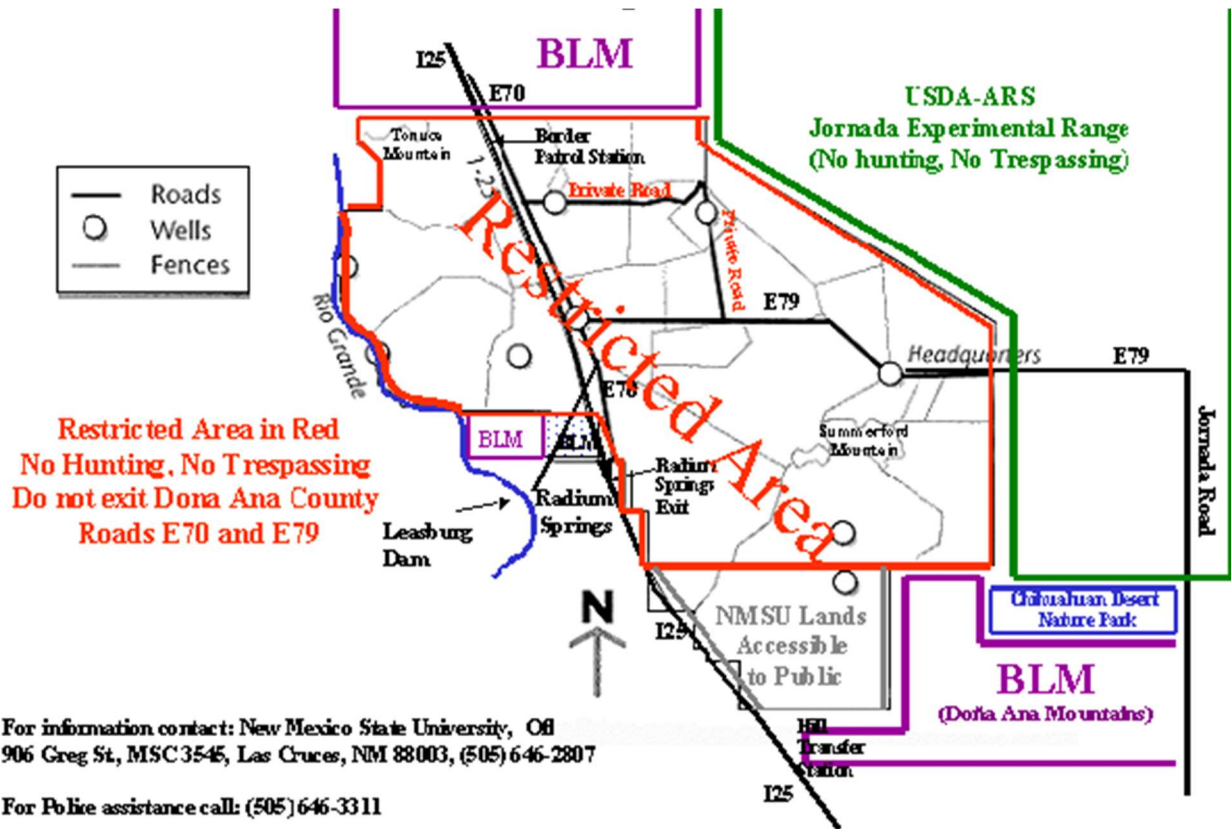 BLM
I25
E70
USDA-ARS
Jornada Experimental Range
(No hunting, No Trespassing)
Tonuca
Mountain
Border
Patrol Station
I-25
Private Road
Private Road
Roads
Wells
Fences
Restricted Area
E79
Rio Grande
Headquarters
E79
E70
Jornada Road
Restricted Area in Red
No Hunting, No Trespassing
Do not exit Dona Ana County
Roads E70 and E79
BLM
BLM
Summerford
Mountain
Radium
Springs
Exit
Radium
Springs
Leasburg
Dam
N
I25
NMSU Lands
Accessible
to Public
Chihuahuan Desert
Nature Park
BLM
(Doña Ana Mountains)
For information contact: New Mexico State University, Off
906 Greg St., MSC 3545, Las Cruces, NM 88003, (505) 646-2807
Hill
Transfer
Station
I25
For Police assistance call: (505) 646-3311